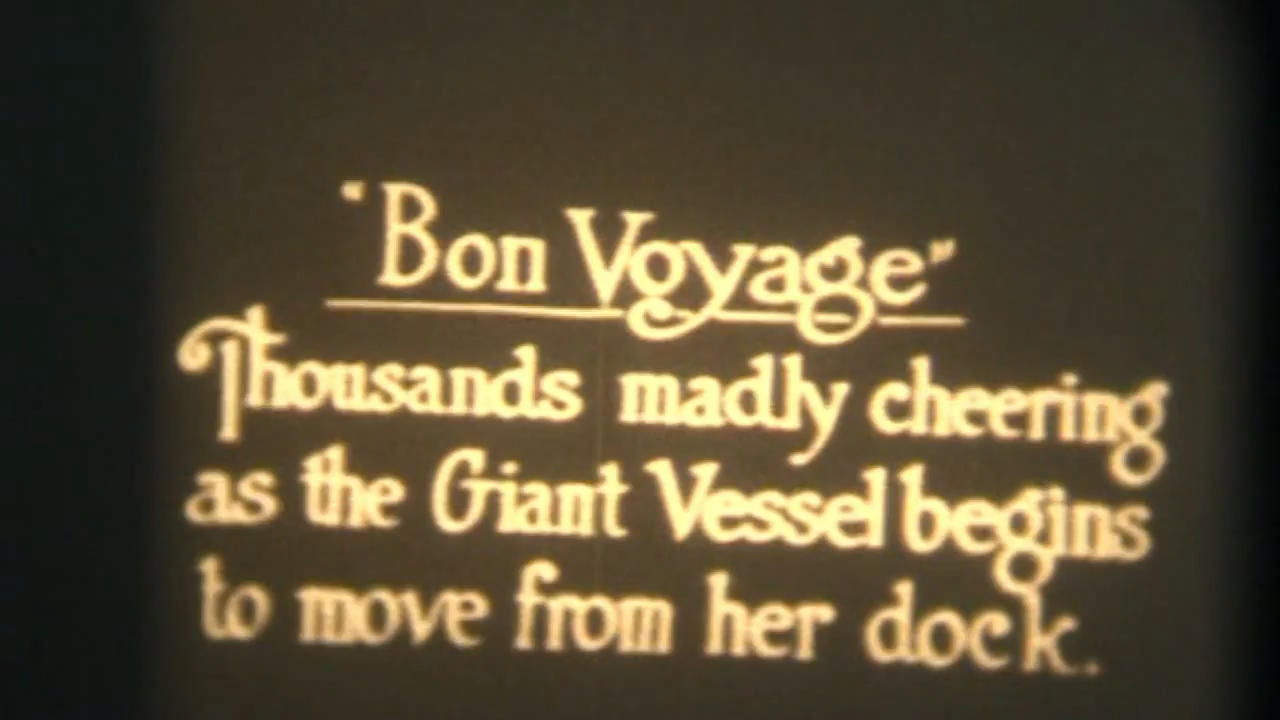 "Bon Voyage"
Thousands madly cheering
as the Giant Vessel begins
to move from her dock.